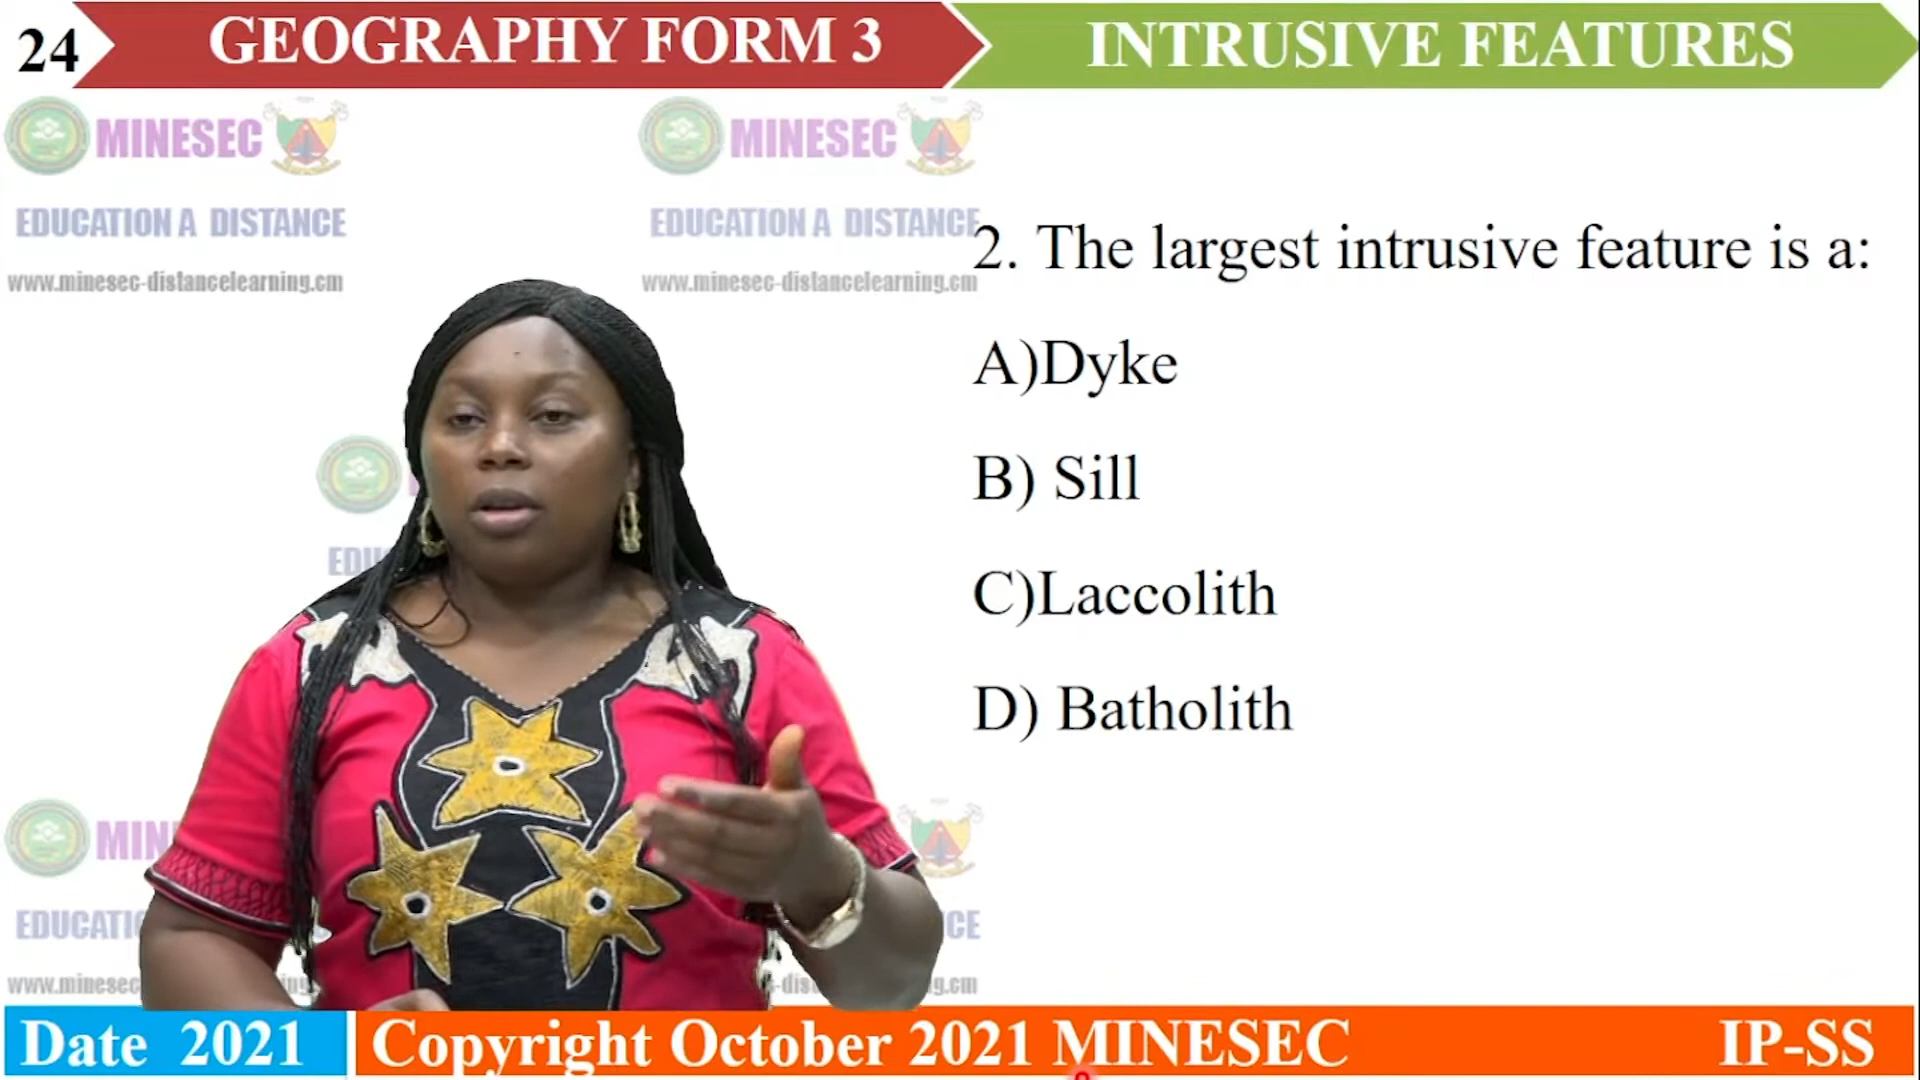 24
GEOGRAPHY FORM 3
INTRUSIVE FEATURES
MINESEC
MINESEC
EDUCATION A DISTANCE
EDUCATION A DISTANCE
www.minesec-distancelearning.cm
www.minesec-distancelearning.cm
2. The largest intrusive feature is a:
A)Dyke
B) Sill
C)Laccolith
D) Batholith
Date 2021
Copyright October 2021 MINESEC
IP-SS